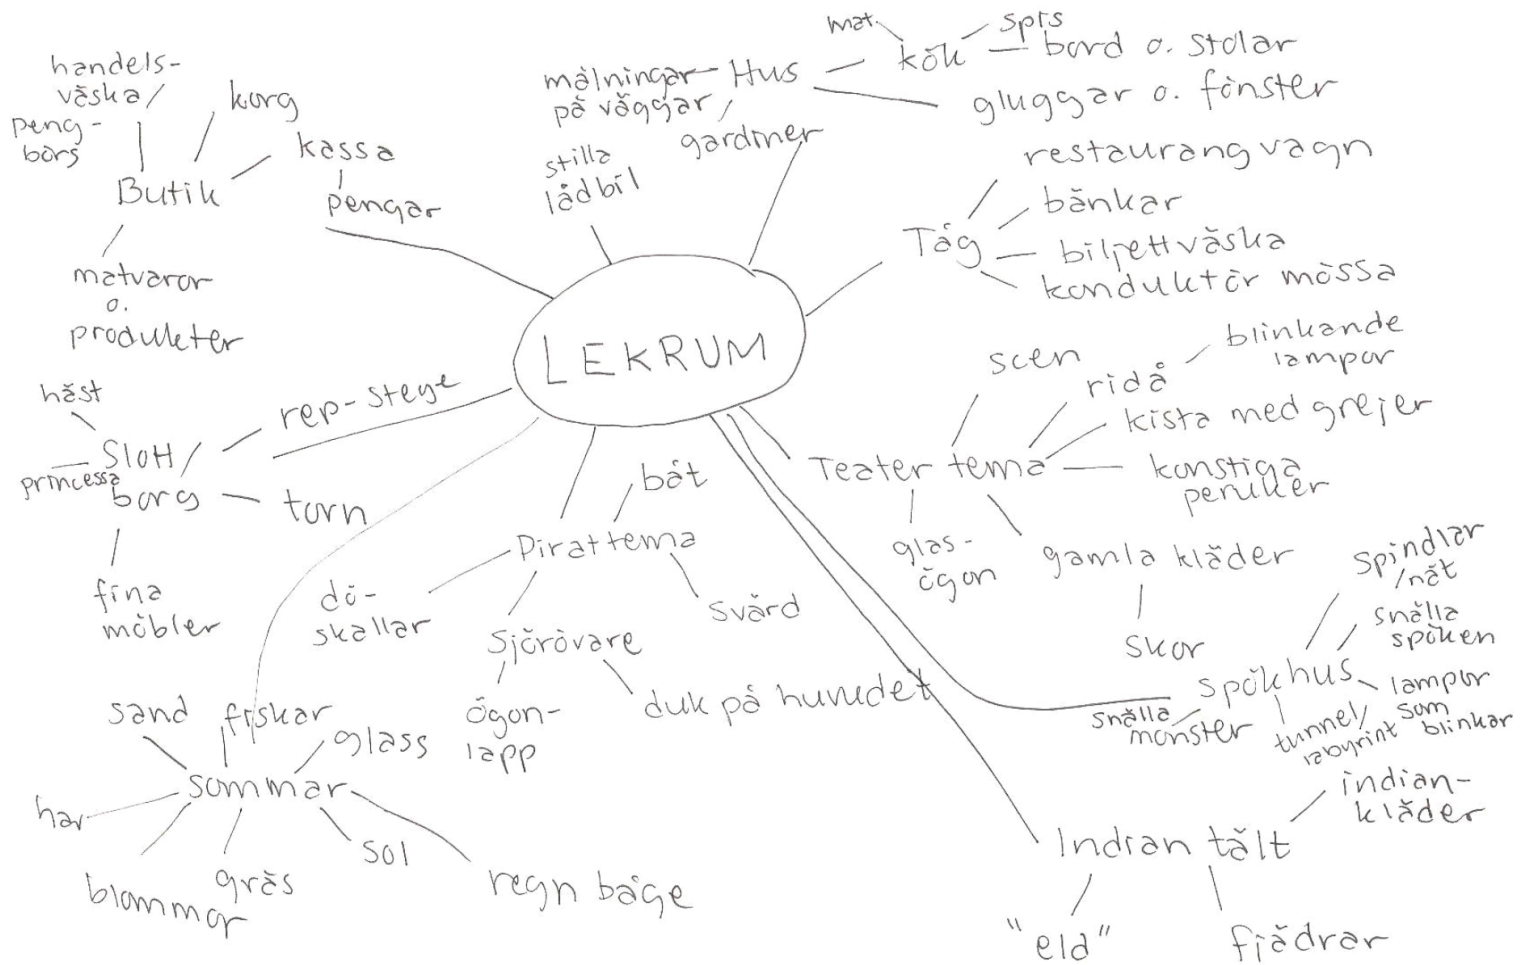 handels-
väska/
peng-
börs
korg
kassa
pengar
Butik
matvaror
o.
produkter
stilla
lådbil
målningar
på väggar
Hus
gardiner
mat
kök
spis
bord o. stolar
gluggar o. fönster
Tåg
restaurang vagn
bänkar
biljettväska
konduktör mössa
LEKRUM
Teater tema
scen
ridå
blinkande
lampor
kista med grejer
konstiga
peruker
glas-
ögon
gamla kläder
skor
häst
Slott/
borg
princessa
rep-stege
torn
fina
möbler
Pirattema
båt
dö-
skallar
svärd
Sjörövare
ögon-
lapp
duk på huvudet
spökhus
spindlar
/nät
snälla
spöken
lampor
som
blinkar
tunnel/
labyrint
snälla
monster
sommar
sand
fiskar
glass
hav
blommor
gräs
sol
regn båge
Indian tält
indian-
kläder
"eld"
fjädrar